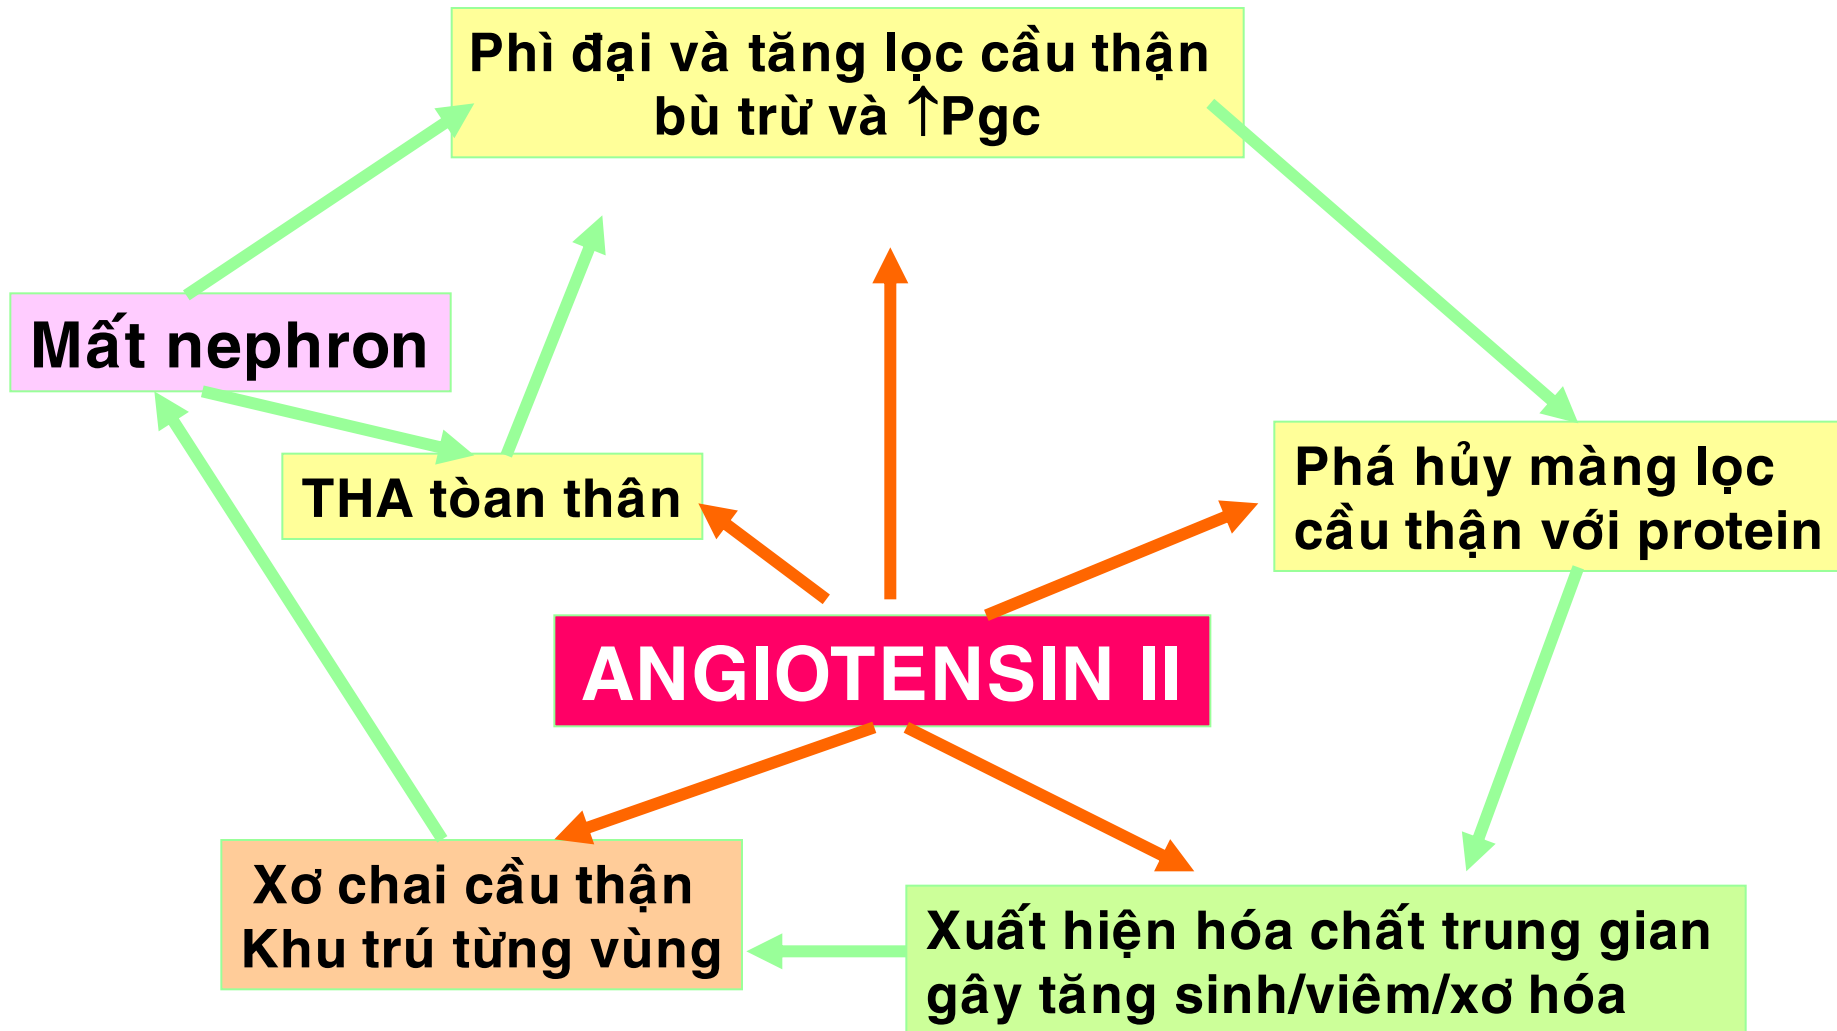 Phì đại và tăng lọc cầu thận
bù trừ và ↑Pgc
Mất nephron
THA tòan thân
Phá hủy màng lọc
cầu thận với protein
ANGIOTENSIN II
Xơ chai cầu thận
Khu trú từng vùng
Xuất hiện hóa chất trung gian
gây tăng sinh/viêm/xơ hóa